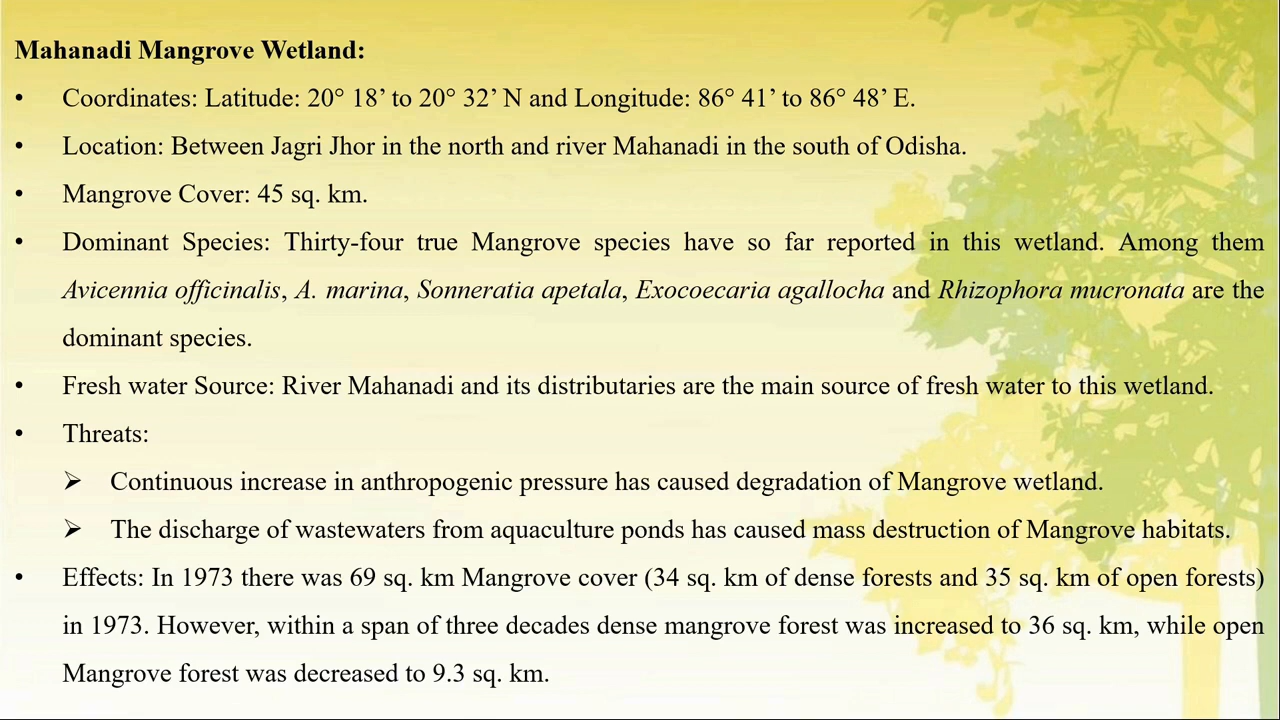 Mahanadi Mangrove Wetland:
• Coordinates: Latitude: 20° 18’ to 20° 32’ N and Longitude: 86° 41’ to 86° 48’ E.
• Location: Between Jagri Jhor in the north and river Mahanadi in the south of Odisha.
• Mangrove Cover: 45 sq. km.
• Dominant Species: Thirty-four true Mangrove species have so far reported in this wetland. Among them
Avicennia officinalis, A. marina, Sonneratia apetala, Exocoecaria agallocha and Rhizophora mucronata are the
dominant species.
• Fresh water Source: River Mahanadi and its distributaries are the main source of fresh water to this wetland.
• Threats:
➢ Continuous increase in anthropogenic pressure has caused degradation of Mangrove wetland.
➢ The discharge of wastewaters from aquaculture ponds has caused mass destruction of Mangrove habitats.
• Effects: In 1973 there was 69 sq. km Mangrove cover (34 sq. km of dense forests and 35 sq. km of open forests)
in 1973. However, within a span of three decades dense mangrove forest was increased to 36 sq. km, while open
Mangrove forest was decreased to 9.3 sq. km.